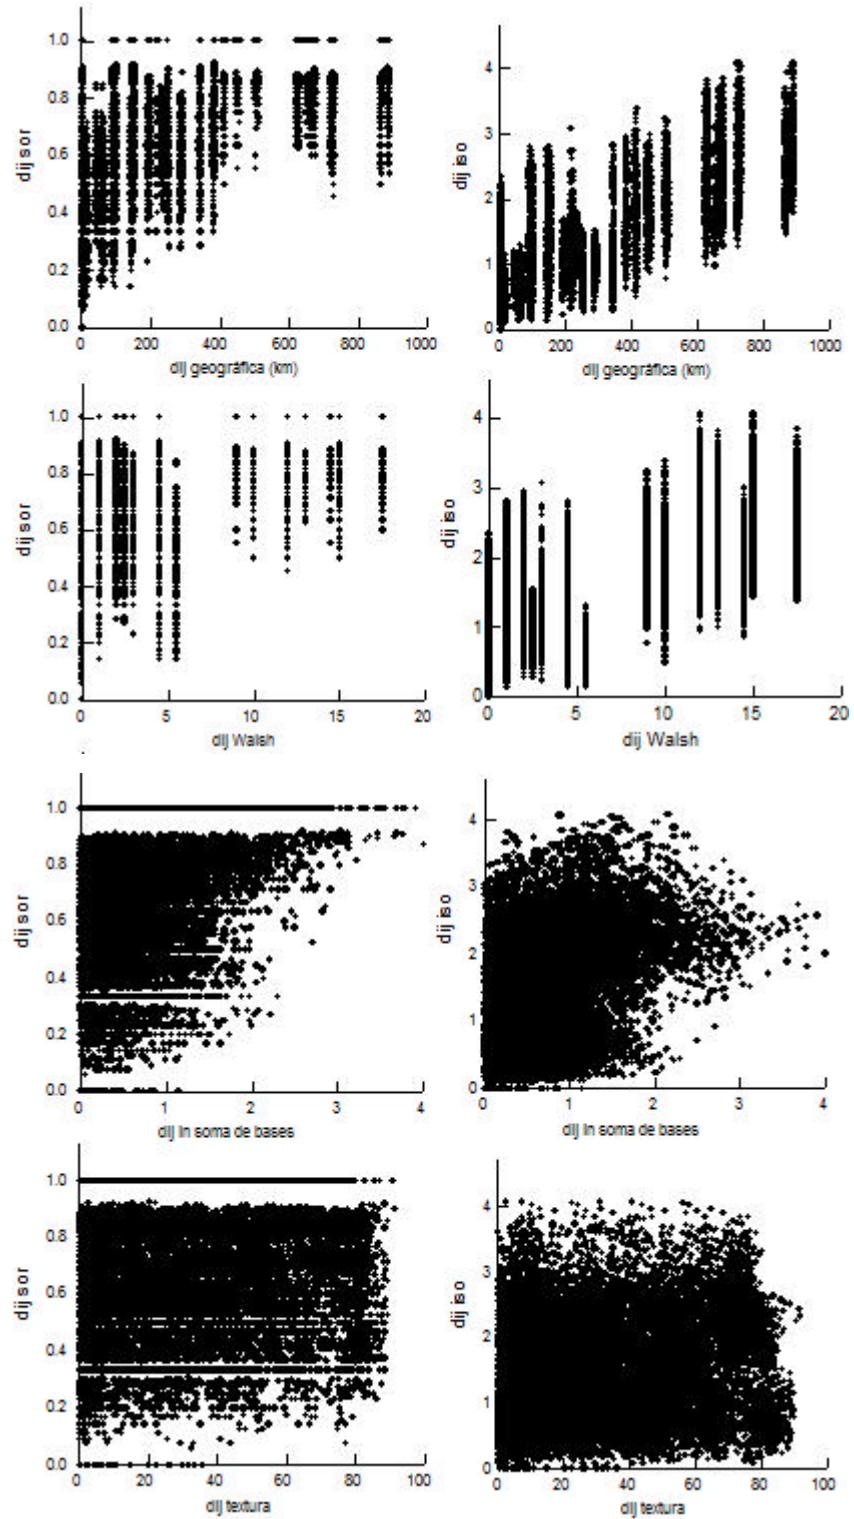 dij sor
1.0
0.8
0.6
0.4
0.2
0.0
0 200 400 600 800 1000
dij geográfica (km)
dij iso
4
3
2
1
0
0 200 400 600 800 1000
dij geográfica (km)
dij sor
1.0
0.8
0.6
0.4
0.2
0.0
0 5 10 15 20
dij Walsh
dij iso
4
3
2
1
0
0 5 10 15 20
dij Walsh
dij sor
1.0
0.8
0.6
0.4
0.2
0.0
0 1 2 3 4
dij ln soma de bases
dij iso
4
3
2
1
0
0 1 2 3 4
dij ln soma de bases
dij sor
1.0
0.8
0.6
0.4
0.2
0.0
0 20 40 60 80 100
dij textura
dij iso
4
3
2
1
0
0 20 40 60 80 100
dij textura